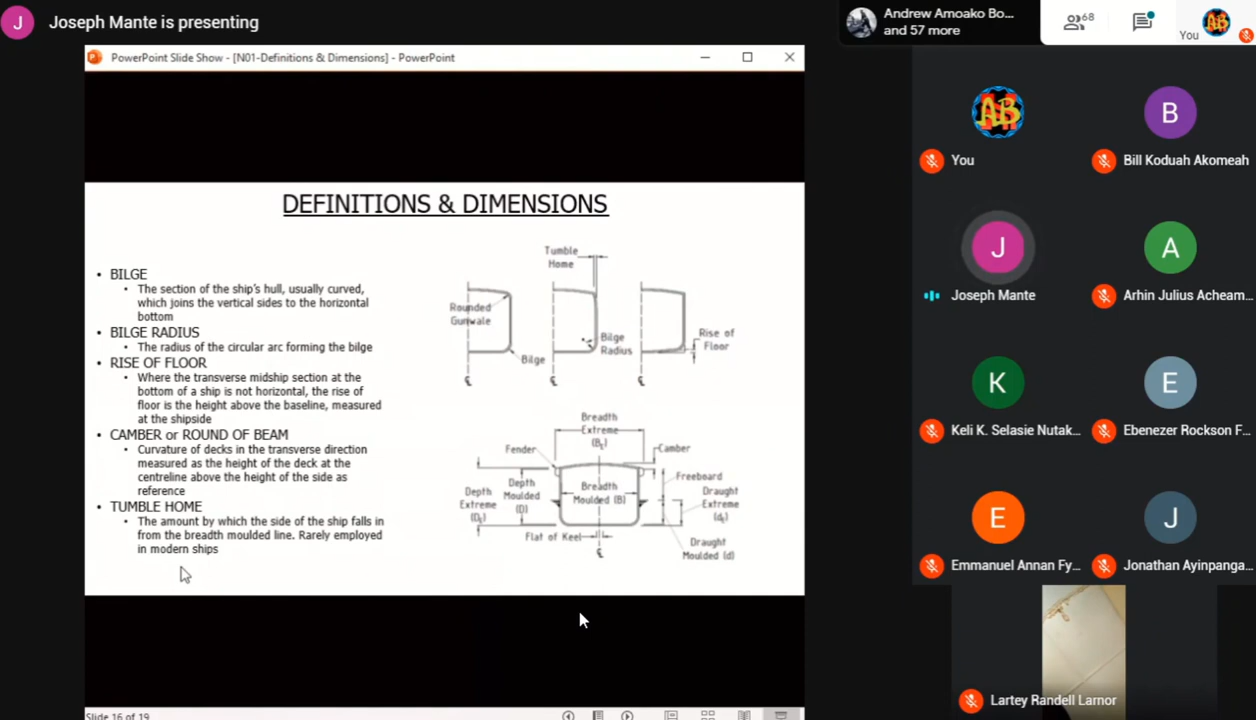 J Joseph Mante is presenting
Andrew Amoako Bo...
and 57 more
68
You
PowerPoint Slide Show - [N01-Definitions & Dimensions] - PowerPoint
DEFINITIONS & DIMENSIONS
• BILGE
• The section of the ship's hull, usually curved,
which joins the vertical sides to the horizontal
bottom
• BILGE RADIUS
• The radius of the circular arc forming the bilge
• RISE OF FLOOR
• Where the transverse midship section at the
bottom of a ship is not horizontal, the rise of
floor is the height above the baseline, measured
at the shipside
• CAMBER or ROUND OF BEAM
• Curvature of decks in the transverse direction
measured as the height of the deck at the
centreline above the height of the side as
reference
• TUMBLE HOME
• The amount by which the side of the ship falls in
from the breadth moulded line. Rarely employed
in modern ships
Tumble
Home
Rounded
Gunwale
Bilge
Bilge
Radius
Rise of
Floor
Breadth
Extreme
Fender
Camber
Depth
Extreme
Depth
Moulded
(D)
Breadth
Moulded (B)
Freeboard
Draught
Extreme
Flat of Keel
Draught
Moulded (d)
Slide 16 of 19
AB
You
B
Bill Koduah Akomeah
J
Joseph Mante
A
Arhin Julius Acheam...
K
Keli K. Selasie Nutak...
E
Ebenezer Rockson F...
E
Emmanuel Annan Fy...
J
Jonathan Ayinpanga...
Lartey Randell Larnor